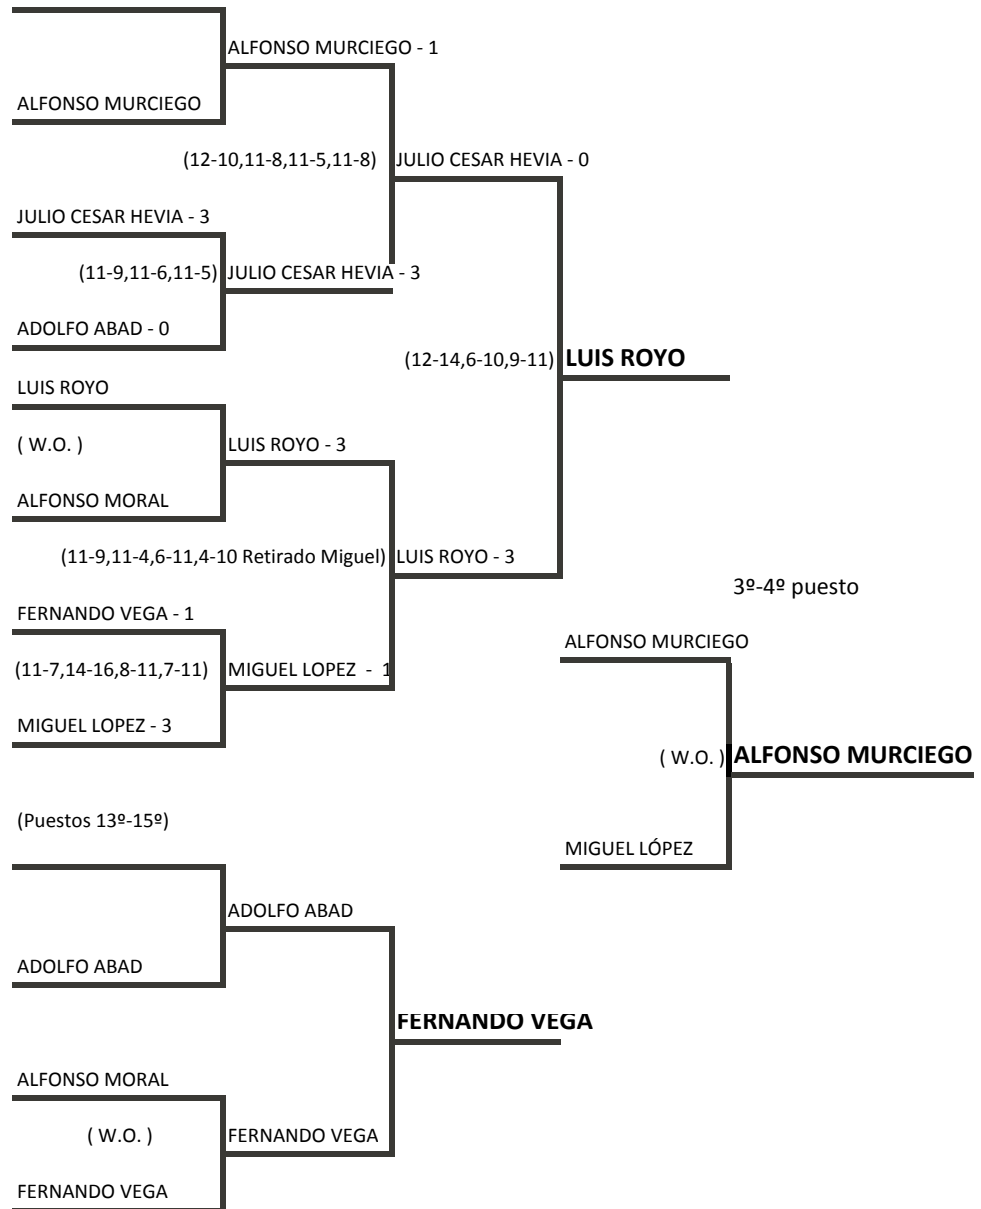 ALFONSO MURCIEGO - 1
ALFONSO MURCIEGO
(12-10,11-8,11-5,11-8)
JULIO CESAR HEVIA - 0
JULIO CESAR HEVIA - 3
(11-9,11-6,11-5)
JULIO CESAR HEVIA - 3
ADOLFO ABAD - 0
(12-14,6-10,9-11)
LUIS ROYO
LUIS ROYO
( W.O. )
LUIS ROYO - 3
ALFONSO MORAL
(11-9,11-4,6-11,4-10 Retirado Miguel)
LUIS ROYO - 3
3º-4º puesto
FERNANDO VEGA - 1
ALFONSO MURCIEGO
(11-7,14-16,8-11,7-11)
MIGUEL LOPEZ - 1
MIGUEL LOPEZ - 3
( W.O. )
ALFONSO MURCIEGO
(Puestos 13º-15º)
MIGUEL LÓPEZ
ADOLFO ABAD
ADOLFO ABAD
FERNANDO VEGA
ALFONSO MORAL
( W.O. )
FERNANDO VEGA
FERNANDO VEGA